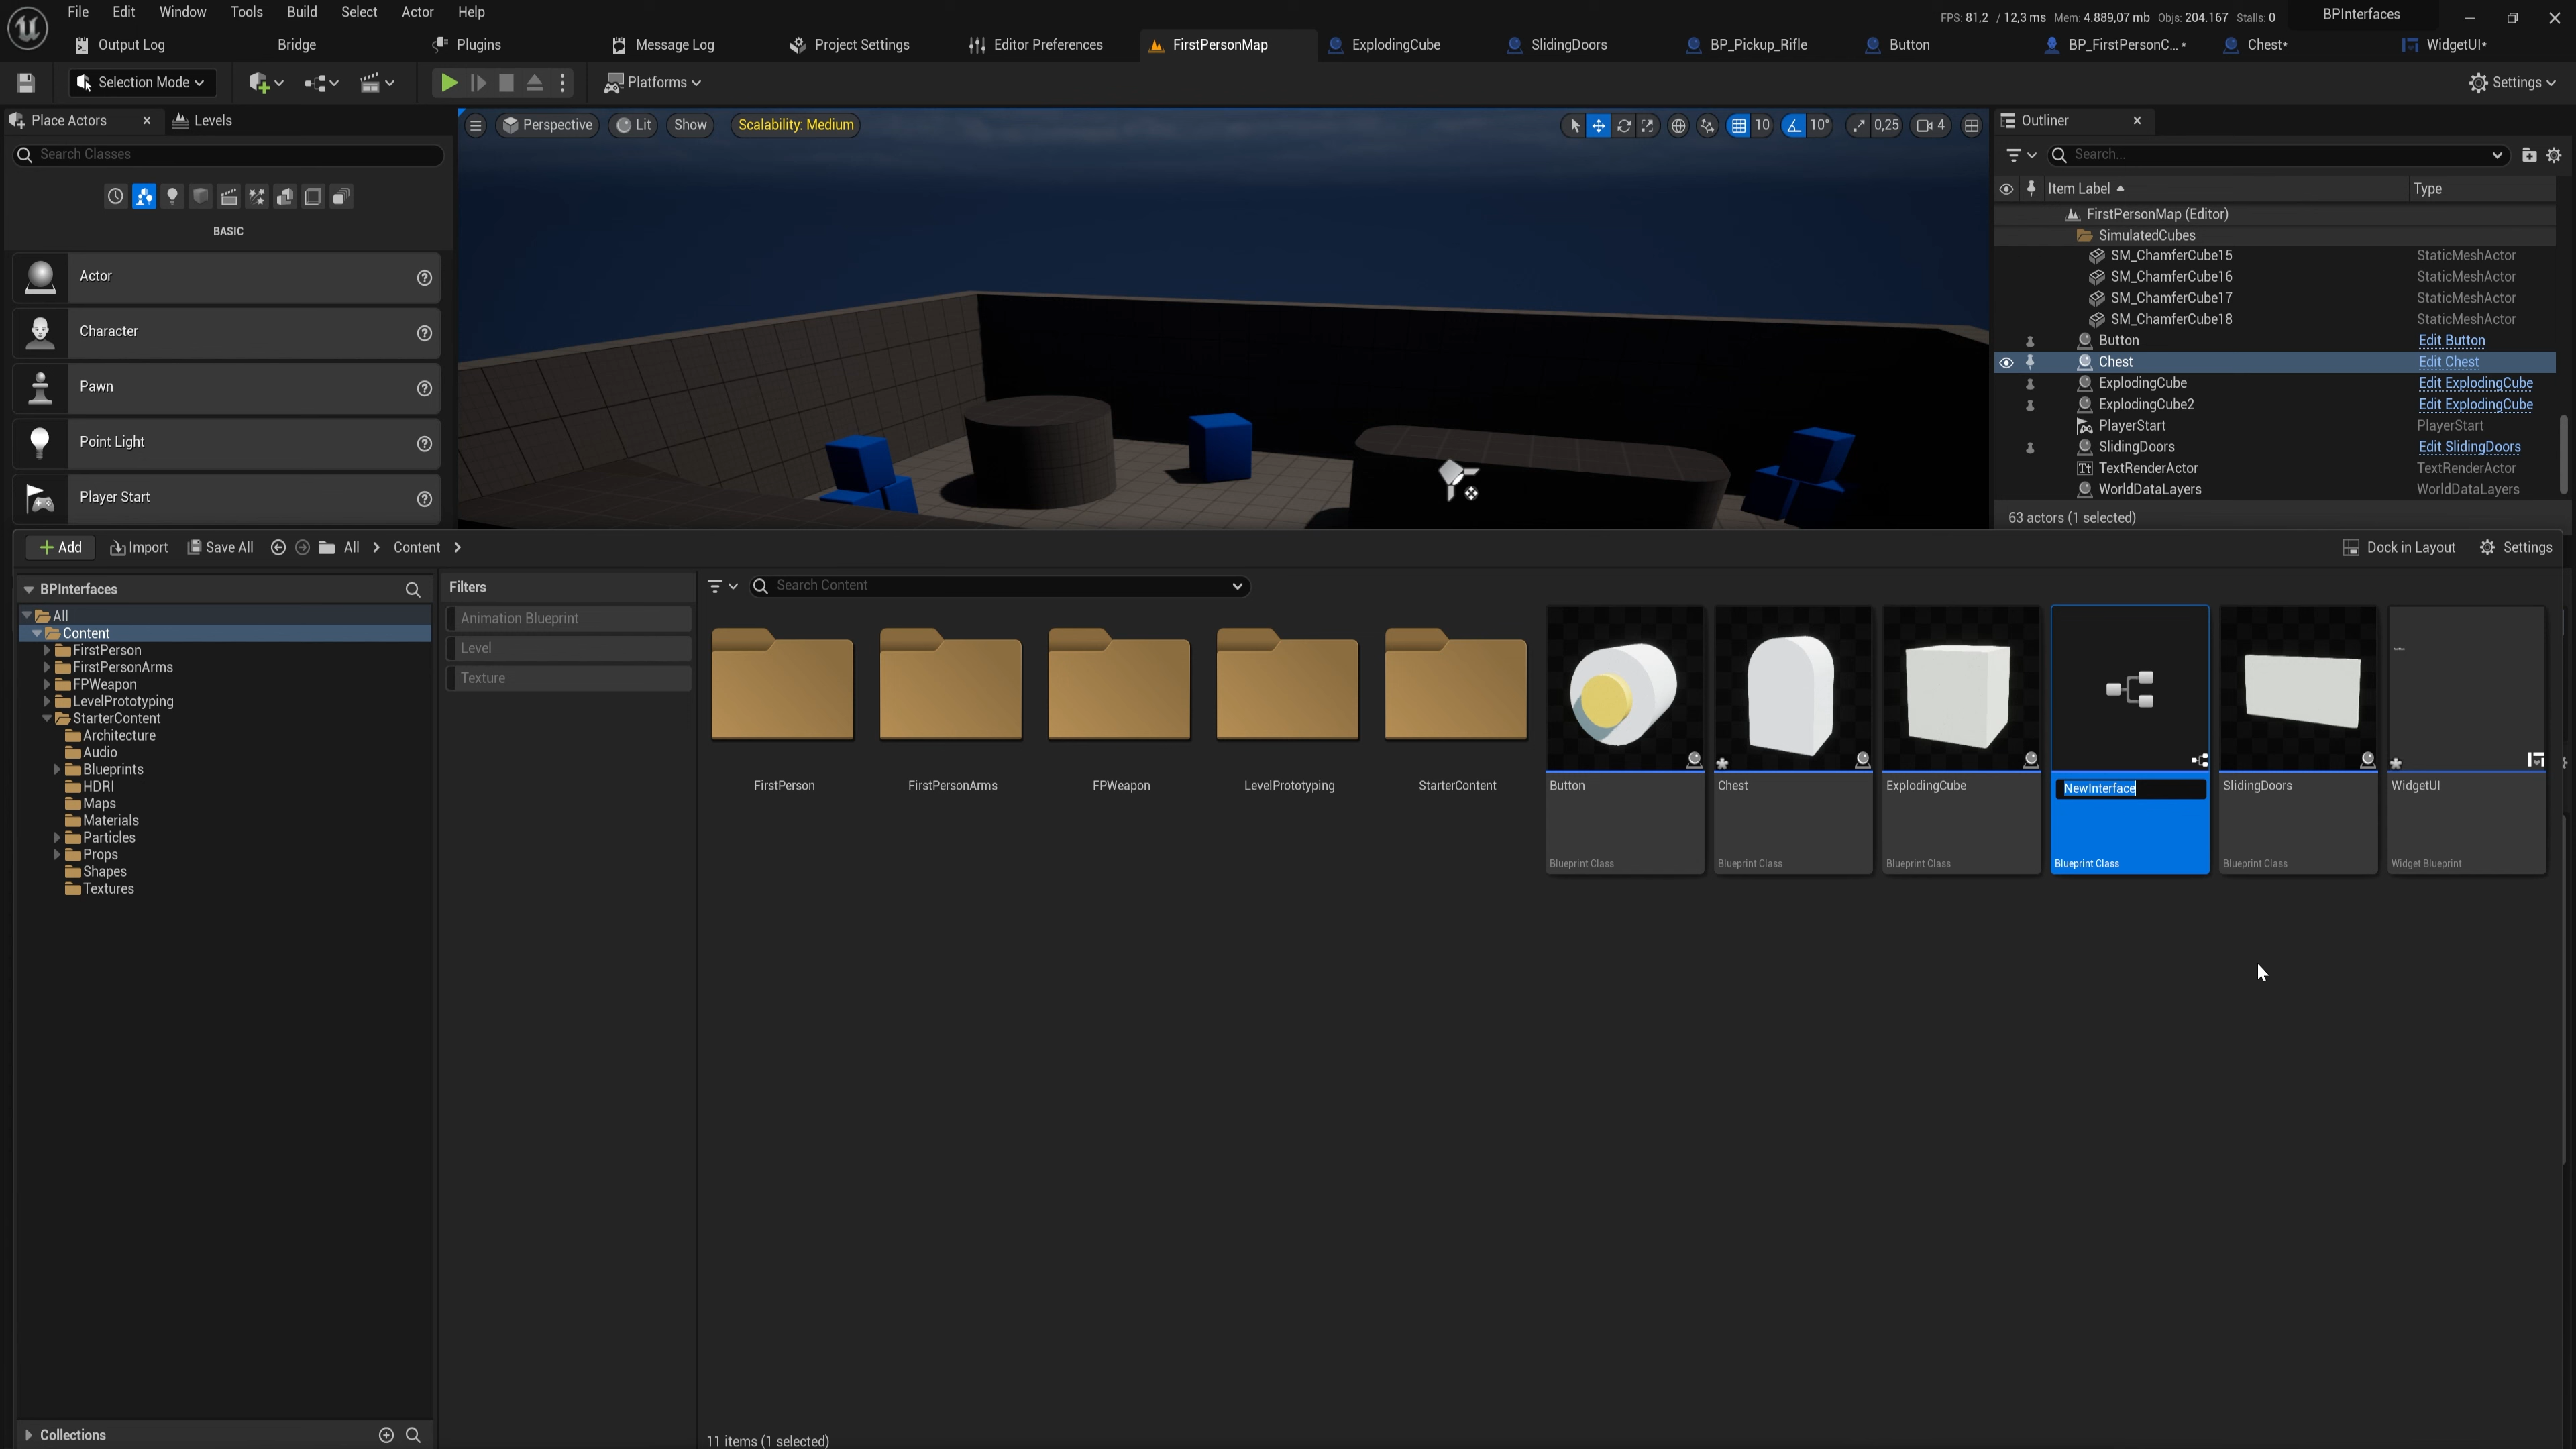 File Edit Window Tools Build Select Actor Help
FPS: 81,2 / 12,3 ms Mem: 4.889,07 mb Objs: 204.167 Stalls: 0
BPInterfaces
Output Log
Bridge
Plugins
Message Log
Project Settings
Editor Preferences
FirstPersonMap
ExplodingCube
SlidingDoors
BP_Pickup_Rifle
Button
BP_FirstPersonC...*
Chest*
WidgetUI*
Selection Mode
Platforms
Settings
Place Actors
Levels
Perspective
Lit
Show
Scalability: Medium
10
10°
0,25
4
Outliner
Search Classes
Search...
Item Label
Type
BASIC
FirstPersonMap (Editor)
SimulatedCubes
SM_ChamferCube15 StaticMeshActor
SM_ChamferCube16 StaticMeshActor
SM_ChamferCube17 StaticMeshActor
SM_ChamferCube18 StaticMeshActor
Button Edit Button
Chest Edit Chest
ExplodingCube Edit ExplodingCube
ExplodingCube2 Edit ExplodingCube
PlayerStart PlayerStart
SlidingDoors Edit SlidingDoors
TextRenderActor TextRenderActor
WorldDataLayers WorldDataLayers
63 actors (1 selected)
Actor
Character
Pawn
Point Light
Player Start
Add
Import
Save All
All
Content
Dock in Layout
Settings
BPInterfaces
All
Content
FirstPerson
FirstPersonArms
FPWeapon
LevelPrototyping
StarterContent
Architecture
Audio
Blueprints
HDRI
Maps
Materials
Particles
Props
Shapes
Textures
Collections
Filters
Animation Blueprint
Level
Texture
Search Content
FirstPerson
FirstPersonArms
FPWeapon
LevelPrototyping
StarterContent
Button
Blueprint Class
Chest
Blueprint Class
ExplodingCube
Blueprint Class
NewInterface
Blueprint Class
SlidingDoors
Blueprint Class
WidgetUI
Widget Blueprint
11 items (1 selected)